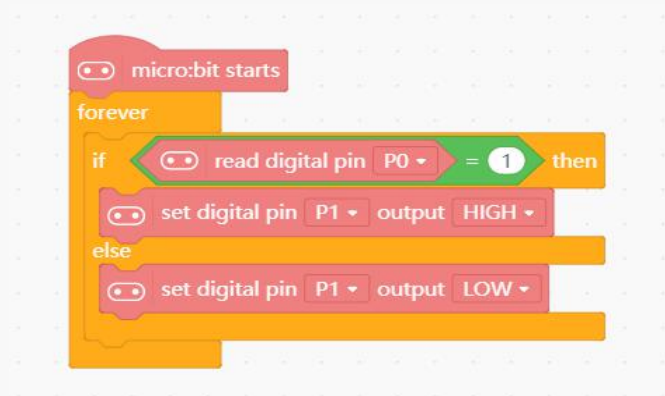 micro:bit starts
forever
if read digital pin P0 = 1 then
set digital pin P1 output HIGH
else
set digital pin P1 output LOW